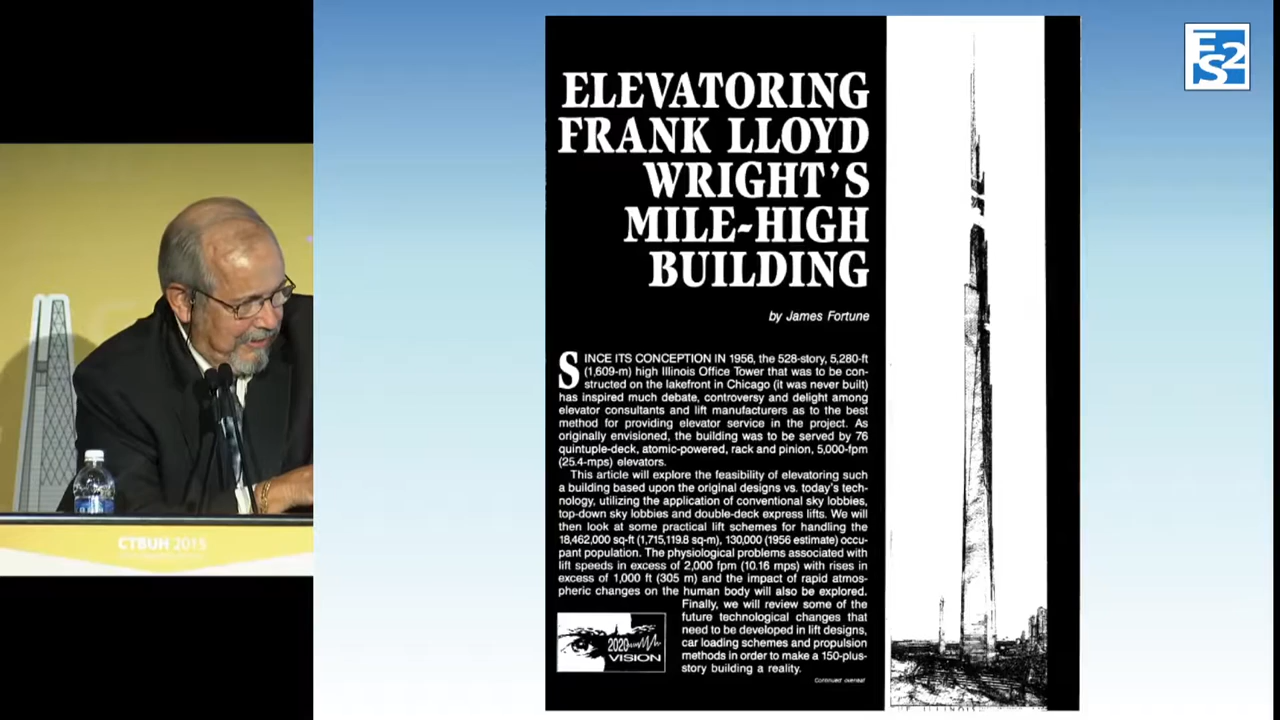 ELEVATORING
FRANK LLOYD
WRIGHT'S
MILE-HIGH
BUILDING
by James Fortune
SINCE ITS CONCEPTION IN 1956, the 528-story, 5,280-ft
(1,609-m) high Illinois Office Tower that was to be con-
structed on the lakefront in Chicago (it was never built)
has inspired much debate, controversy and delight among
elevator consultants and lift manufacturers as to the best
method for providing elevator service in the project. As
originally envisioned, the building was to be served by 76
quintuple-deck, atomic-powered, rack and pinion, 5,000-fpm
(25.4-mps) elevators.
This article will explore the feasibility of elevatoring such
a building based upon the original designs vs. today's tech-
nology, utilizing the application of conventional sky lobbies,
top-down sky lobbies and double-deck express lifts. We will
then look at some practical lift schemes for handling the
18,462,000 sq-ft (1,715,119.8 sq-m), 130,000 (1956 estimate) occu-
pant population. The physiological problems associated with
lift speeds in excess of 2,000 fpm (10.16 mps) with rises in
excess of 1,000 ft (305 m) and the impact of rapid atmos-
pheric changes on the human body will also be explored.
Finally, we will review some of the
future technological changes that
need to be developed in lift designs,
car loading schemes and propulsion
methods in order to make a 150-plus-
story building a reality.
Continued overleaf
2020
VISION
FS2
CTBUH 2015